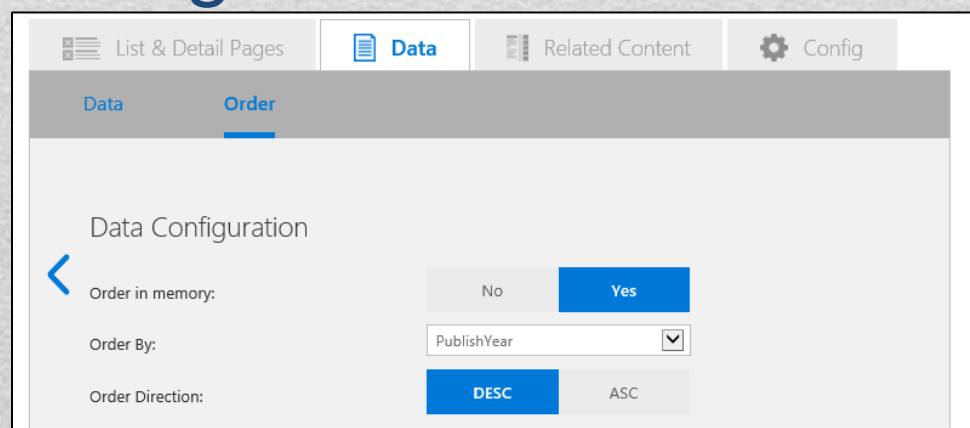 List & Detail Pages Data Related Content Config
Data Order
Data Configuration
Order in memory: No Yes
Order By: PublishYear
Order Direction: DESC ASC